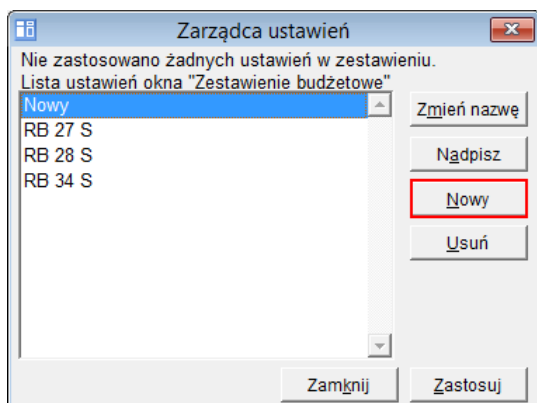 Zarządca ustawień
Nie zastosowano żadnych ustawień w zestawieniu.
Lista ustawień okna "Zestawienie budżetowe"
Nowy
RB 27 S
RB 28 S
RB 34 S
Zmień nazwę
Nadpisz
Nowy
Usuń
Zamknij
Zastosuj